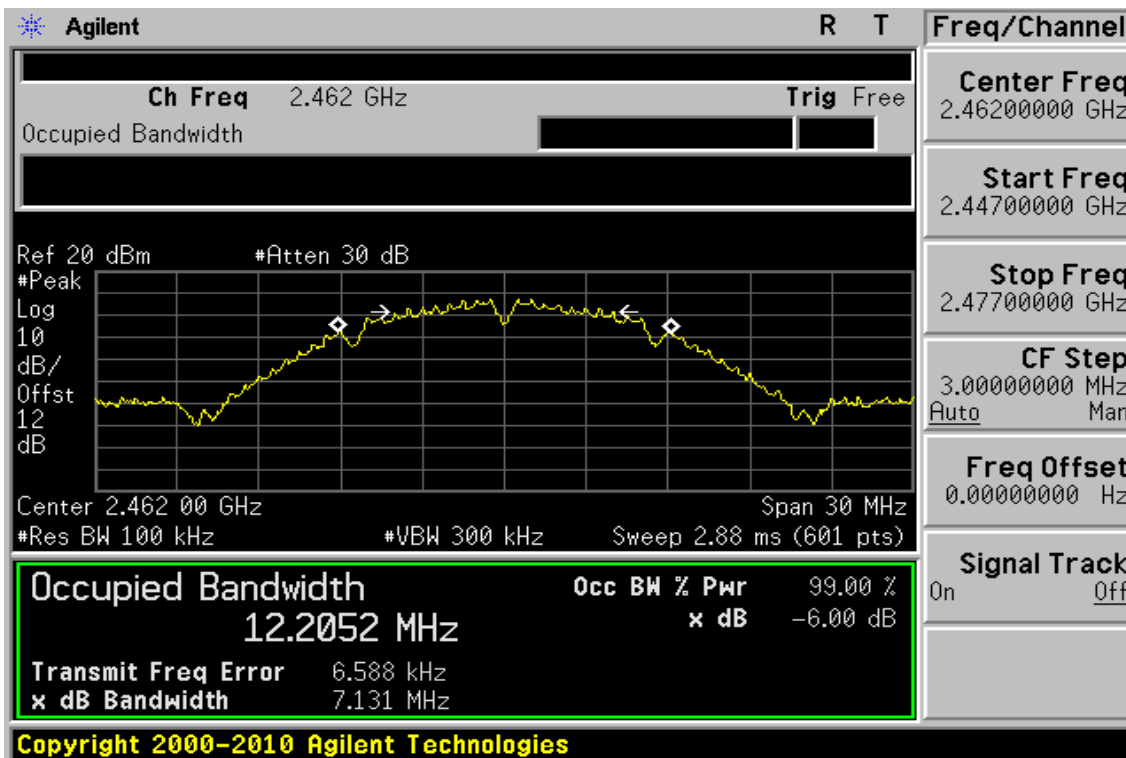 Agilent R T
Ch Freq 2.462 GHz Trig Free
Occupied Bandwidth
Ref 20 dBm #Atten 30 dB
#Peak
Log
10
dB/
Offst
12
dB
Center 2.462 00 GHz Span 30 MHz
#Res BW 100 kHz #VBW 300 kHz Sweep 2.88 ms (601 pts)
Occupied Bandwidth Occ BW % Pwr 99.00 %
12.2052 MHz x dB -6.00 dB
Transmit Freq Error 6.588 kHz
x dB Bandwidth 7.131 MHz
Copyright 2000-2010 Agilent Technologies
Freq/Channel
Center Freq
2.46200000 GHz
Start Freq
2.44700000 GHz
Stop Freq
2.47700000 GHz
CF Step
3.00000000 MHz
Auto Man
Freq Offset
0.00000000 Hz
Signal Track
On Off